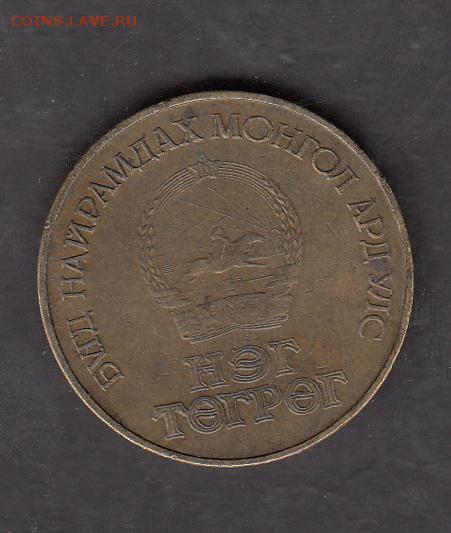 COINS.LAVE.RU
БҮГД НАЙРАМДАХ МОНГОЛ АРД УЛС
НЭГ
ТӨГРӨГ